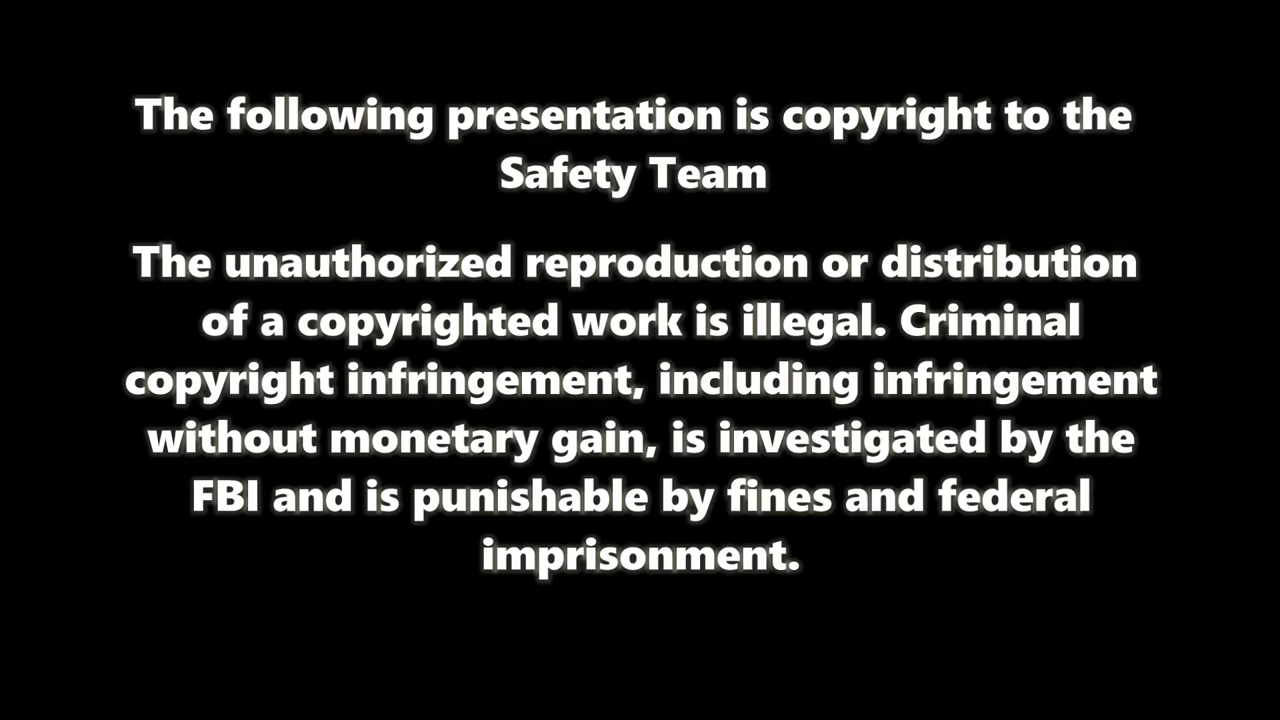 The following presentation is copyright to the
Safety Team
The unauthorized reproduction or distribution
of a copyrighted work is illegal. Criminal
copyright infringement, including infringement
without monetary gain, is investigated by the
FBI and is punishable by fines and federal
imprisonment.